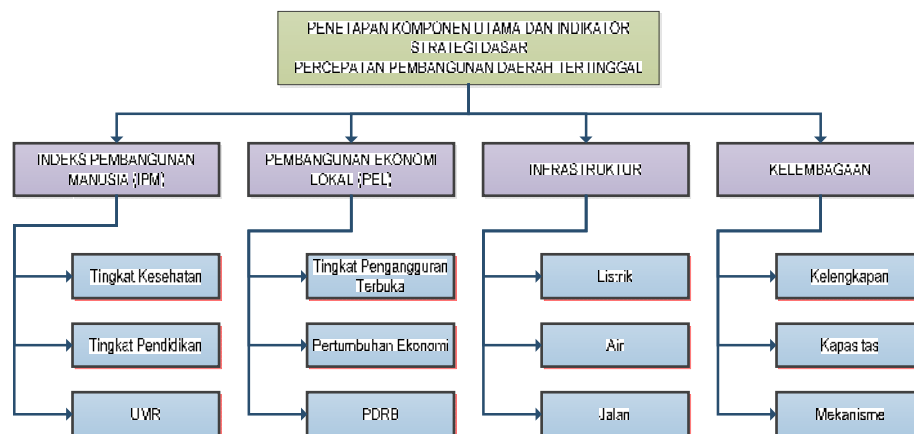 PENETAPAN KOMPONEN UTAMA DAN INDIKATOR
STRATEGI DASAR
PERCEPATAN PEMBANGUNAN DAERAH TERTINGGAL
INDEKS PEMBANGUNAN
MANUSIA (IPM)
Tingkat Kesehatan
Tingkat Pendidikan
UMR
PEMBANGUNAN EKONOMI
LOKAL (PEL)
Tingkat Pengangguran
Terbuka
Pertumbuhan Ekonomi
PDRB
INFRASTRUKTUR
Listrik
Air
Jalan
KELEMBAGAAN
Kelengkapan
Kapasitas
Mekanisme